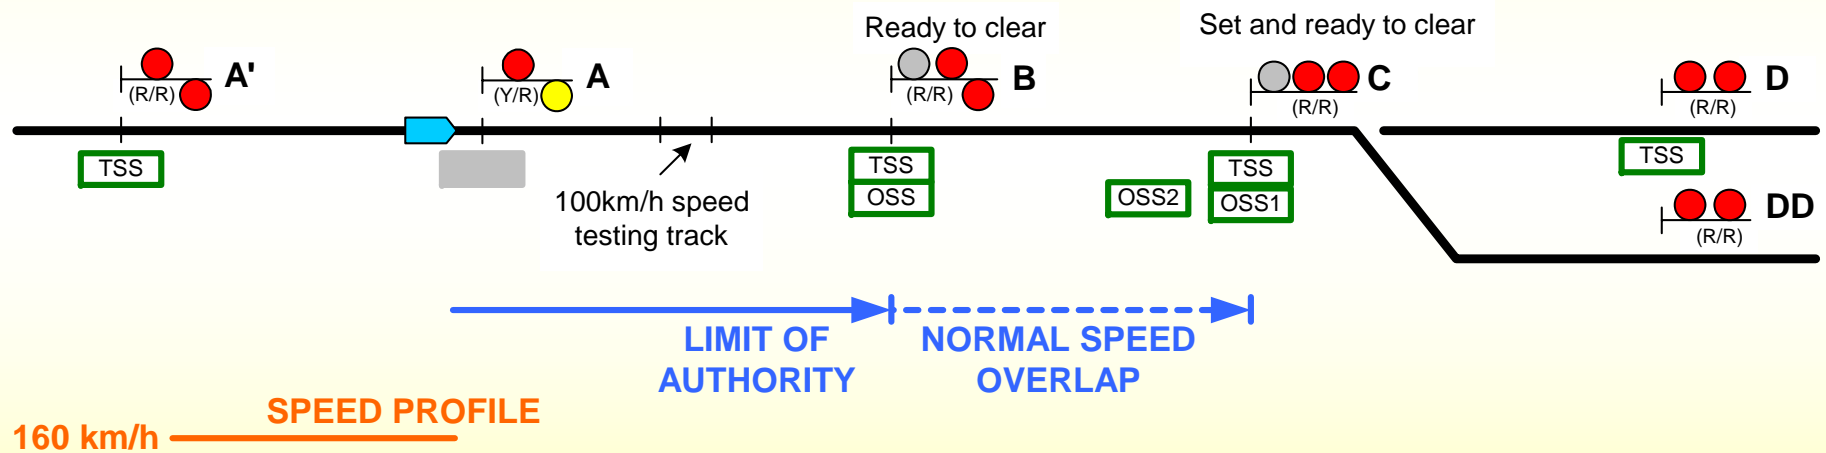 Ready to clear
Set and ready to clear
A'
(R/R)
A
(Y/R)
B
(R/R)
C
(R/R)
D
(R/R)
TSS
100km/h speed
testing track
TSS
OSS
OSS2
TSS
OSS1
TSS
DD
(R/R)
LIMIT OF
AUTHORITY
NORMAL SPEED
OVERLAP
SPEED PROFILE
160 km/h